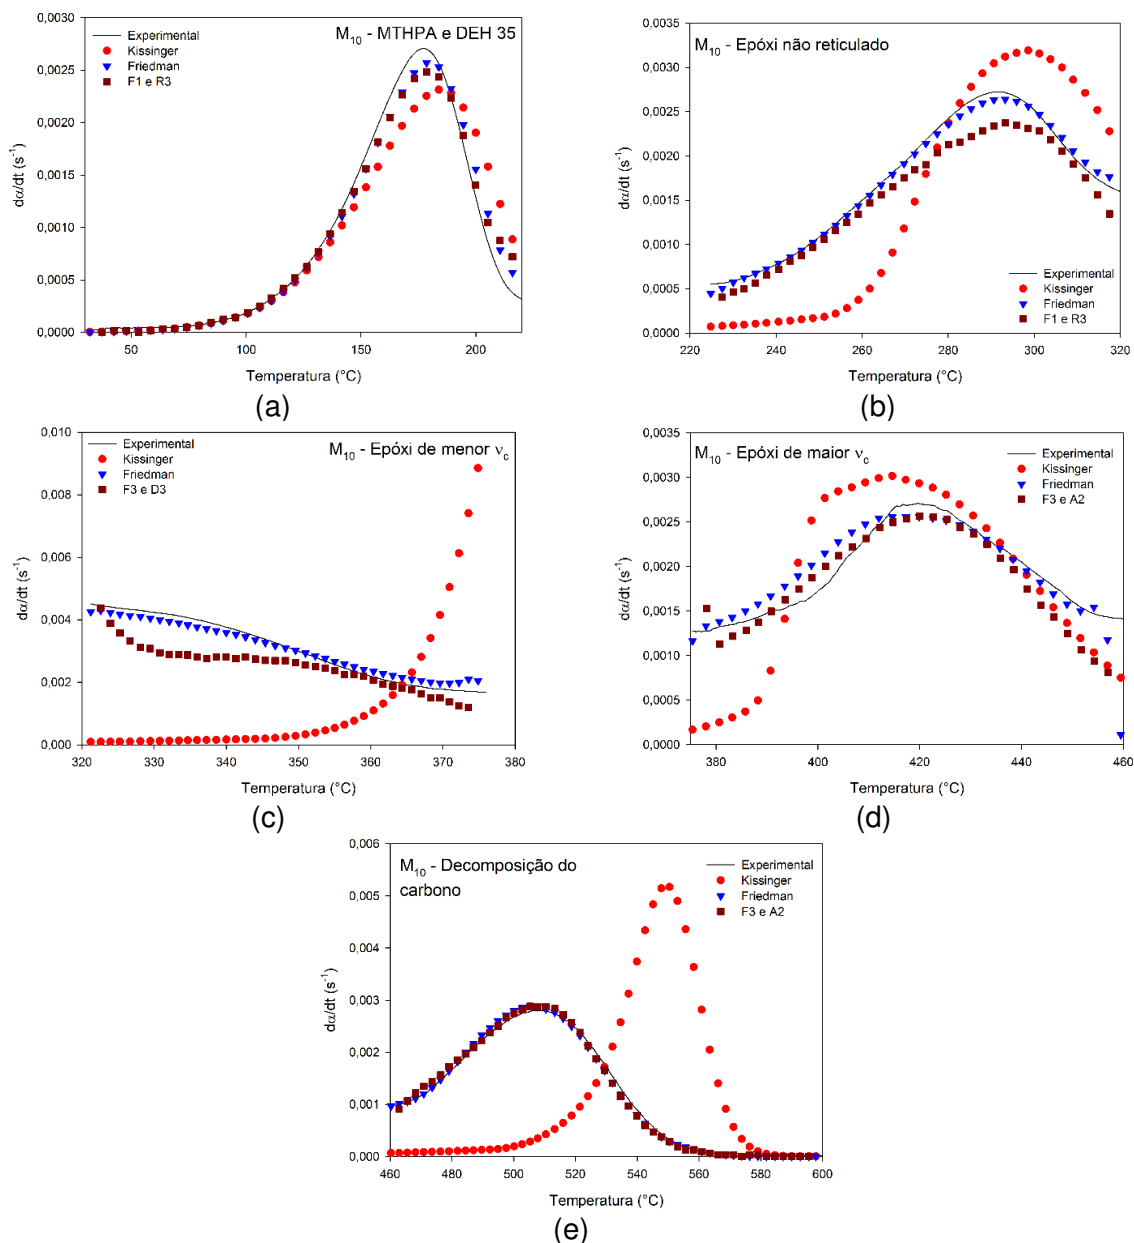 M10 - MTHPA e DEH 35
Experimental
Kissinger
Friedman
F1 e R3
0,0030
0,0025
0,0020
0,0015
0,0010
0,0005
0,0000
dα/dt (s-1)
50
100
150
200
Temperatura (°C)
(a)
M10 - Epóxi não reticulado
0,0035
0,0030
0,0025
0,0020
0,0015
0,0010
0,0005
0,0000
dα/dt (s-1)
Experimental
Kissinger
Friedman
F1 e R3
220
240
260
280
300
320
Temperatura (°C)
(b)
M10 - Epóxi de menor νc
Experimental
Kissinger
Friedman
F3 e D3
0,010
0,008
0,006
0,004
0,002
0,000
dα/dt (s-1)
320
330
340
350
360
370
380
Temperatura (°C)
(c)
M10 - Epóxi de maior νc
Experimental
Kissinger
Friedman
F3 e A2
0,0035
0,0030
0,0025
0,0020
0,0015
0,0010
0,0005
0,0000
dα/dt (s-1)
380
400
420
440
460
Temperatura (°C)
(d)
M10 - Decomposição do
carbono
Experimental
Kissinger
Friedman
F3 e A2
0,006
0,005
0,004
0,003
0,002
0,001
0,000
dα/dt (s-1)
460
480
500
520
540
560
580
600
Temperatura (°C)
(e)